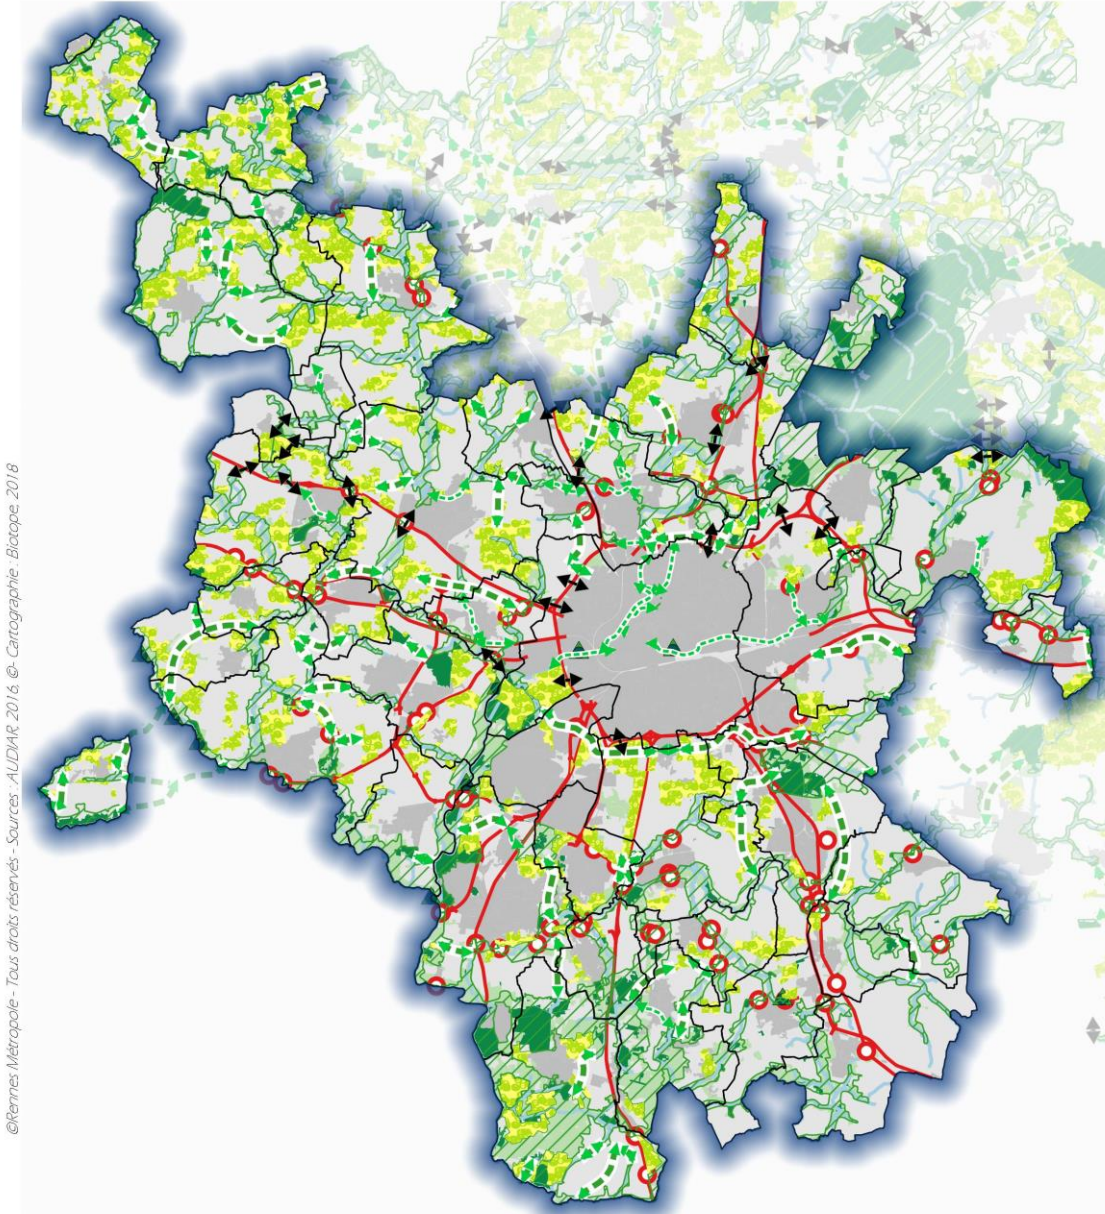 ©Rennes Métropole - Tous droits réservés - Sources : AUDIAR, 2016, ©- Cartographie : Biotope, 2018